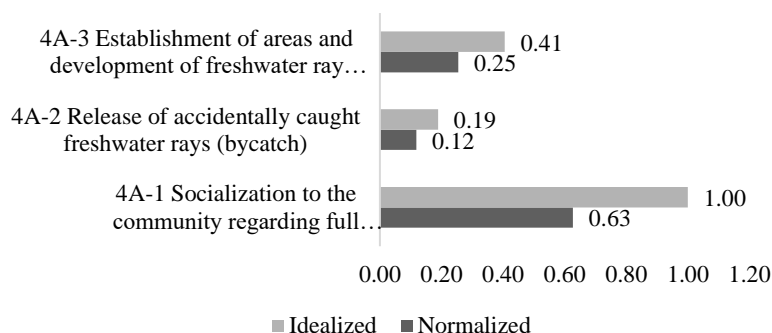 4A-3 Establishment of areas and
development of freshwater ray…
0.41
0.25
4A-2 Release of accidentally caught
freshwater rays (bycatch)
0.19
0.12
4A-1 Socialization to the
community regarding full…
1.00
0.63
0.00 0.20 0.40 0.60 0.80 1.00 1.20
Idealized Normalized